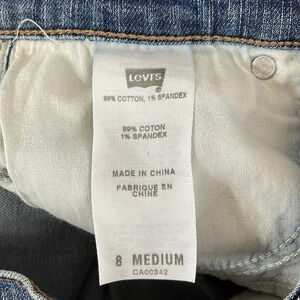 Levi's
®
99% COTTON, 1% SPANDEX
99% COTON
1% SPANDEX
MADE IN CHINA
FABRIQUE EN
CHINE
8 MEDIUM
CA00342